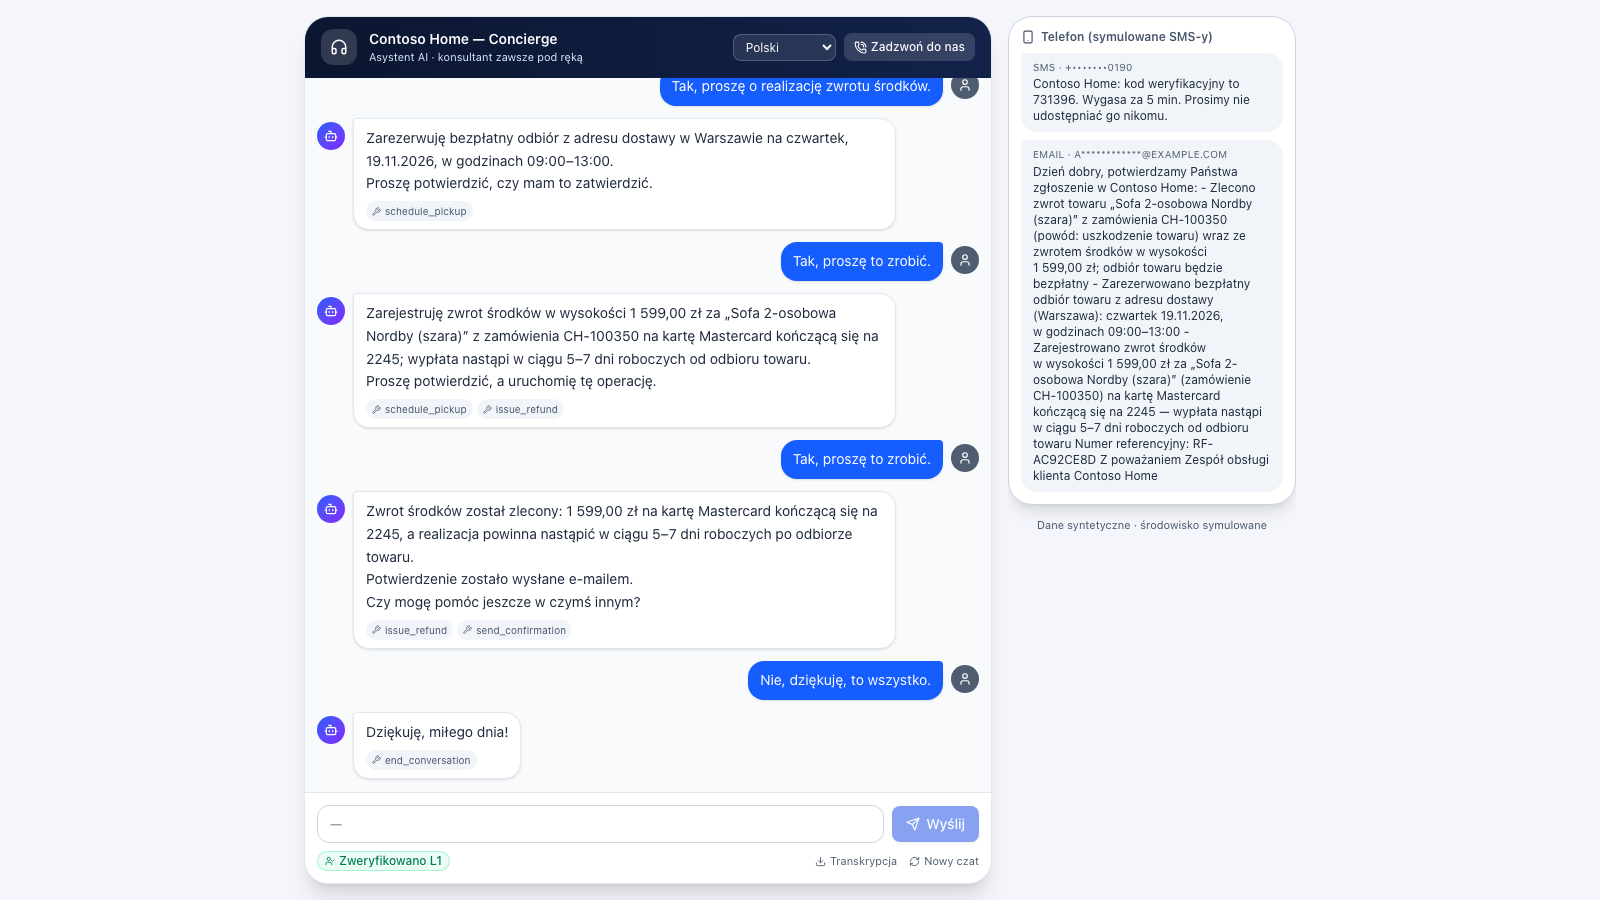 Contoso Home — Concierge
Asystent AI · konsultant zawsze pod ręką
Polski
Zadzwoń do nas
Tak, proszę o realizację zwrotu środków.
Zarezerwuję bezpłatny odbiór z adresu dostawy w Warszawie na czwartek,
19.11.2026, w godzinach 09:00–13:00.
Proszę potwierdzić, czy mam to zatwierdzić.
schedule_pickup
Tak, proszę to zrobić.
Zarejestruję zwrot środków w wysokości 1 599,00 zł za „Sofa 2-osobowa
Nordby (szara)” z zamówienia CH-100350 na kartę Mastercard kończącą się na
2245; wypłata nastąpi w ciągu 5–7 dni roboczych od odbioru towaru.
Proszę potwierdzić, a uruchomię tę operację.
schedule_pickup
issue_refund
Tak, proszę to zrobić.
Zwrot środków został zlecony: 1 599,00 zł na kartę Mastercard kończącą się na
2245, a realizacja powinna nastąpić w ciągu 5–7 dni roboczych po odbiorze
towaru.
Potwierdzenie zostało wysłane e-mailem.
Czy mogę pomóc jeszcze w czymś innym?
issue_refund
send_confirmation
Nie, dziękuję, to wszystko.
Dziękuję, miłego dnia!
end_conversation
—
Wyślij
Zweryfikowano L1
Transkrypcja
Nowy czat
Telefon (symulowane SMS-y)
SMS · +•••••••0190
Contoso Home: kod weryfikacyjny to
731396. Wygasa za 5 min. Prosimy nie
udostępniać go nikomu.
EMAIL · A************@EXAMPLE.COM
Dzień dobry, potwierdzamy Państwa
zgłoszenie w Contoso Home: - Zlecono
zwrot towaru „Sofa 2-osobowa Nordby
(szara)” z zamówienia CH-100350
(powód: uszkodzenie towaru) wraz ze
zwrotem środków w wysokości
1 599,00 zł; odbiór towaru będzie
bezpłatny - Zarezerwowano bezpłatny
odbiór towaru z adresu dostawy
(Warszawa): czwartek 19.11.2026,
w godzinach 09:00–13:00 -
Zarejestrowano zwrot środków
w wysokości 1 599,00 zł za „Sofa 2-
osobowa Nordby (szara)” (zamówienie
CH-100350) na kartę Mastercard
kończącą się na 2245 — wypłata nastąpi
w ciągu 5–7 dni roboczych od odbioru
towaru Numer referencyjny: RF-
AC92CE8D Z poważaniem Zespół obsługi
klienta Contoso Home
Dane syntetyczne · środowisko symulowane